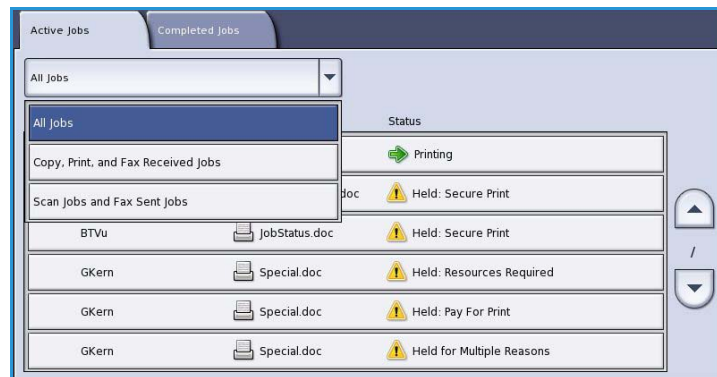 Active Jobs
Completed Jobs
All Jobs
All Jobs
Copy, Print, and Fax Received Jobs
Scan Jobs and Fax Sent Jobs
Status
Printing
doc Held: Secure Print
BTVu JobStatus.doc Held: Secure Print
GKern Special.doc Held: Resources Required
GKern Special.doc Held: Pay For Print
GKern Special.doc Held for Multiple Reasons
/